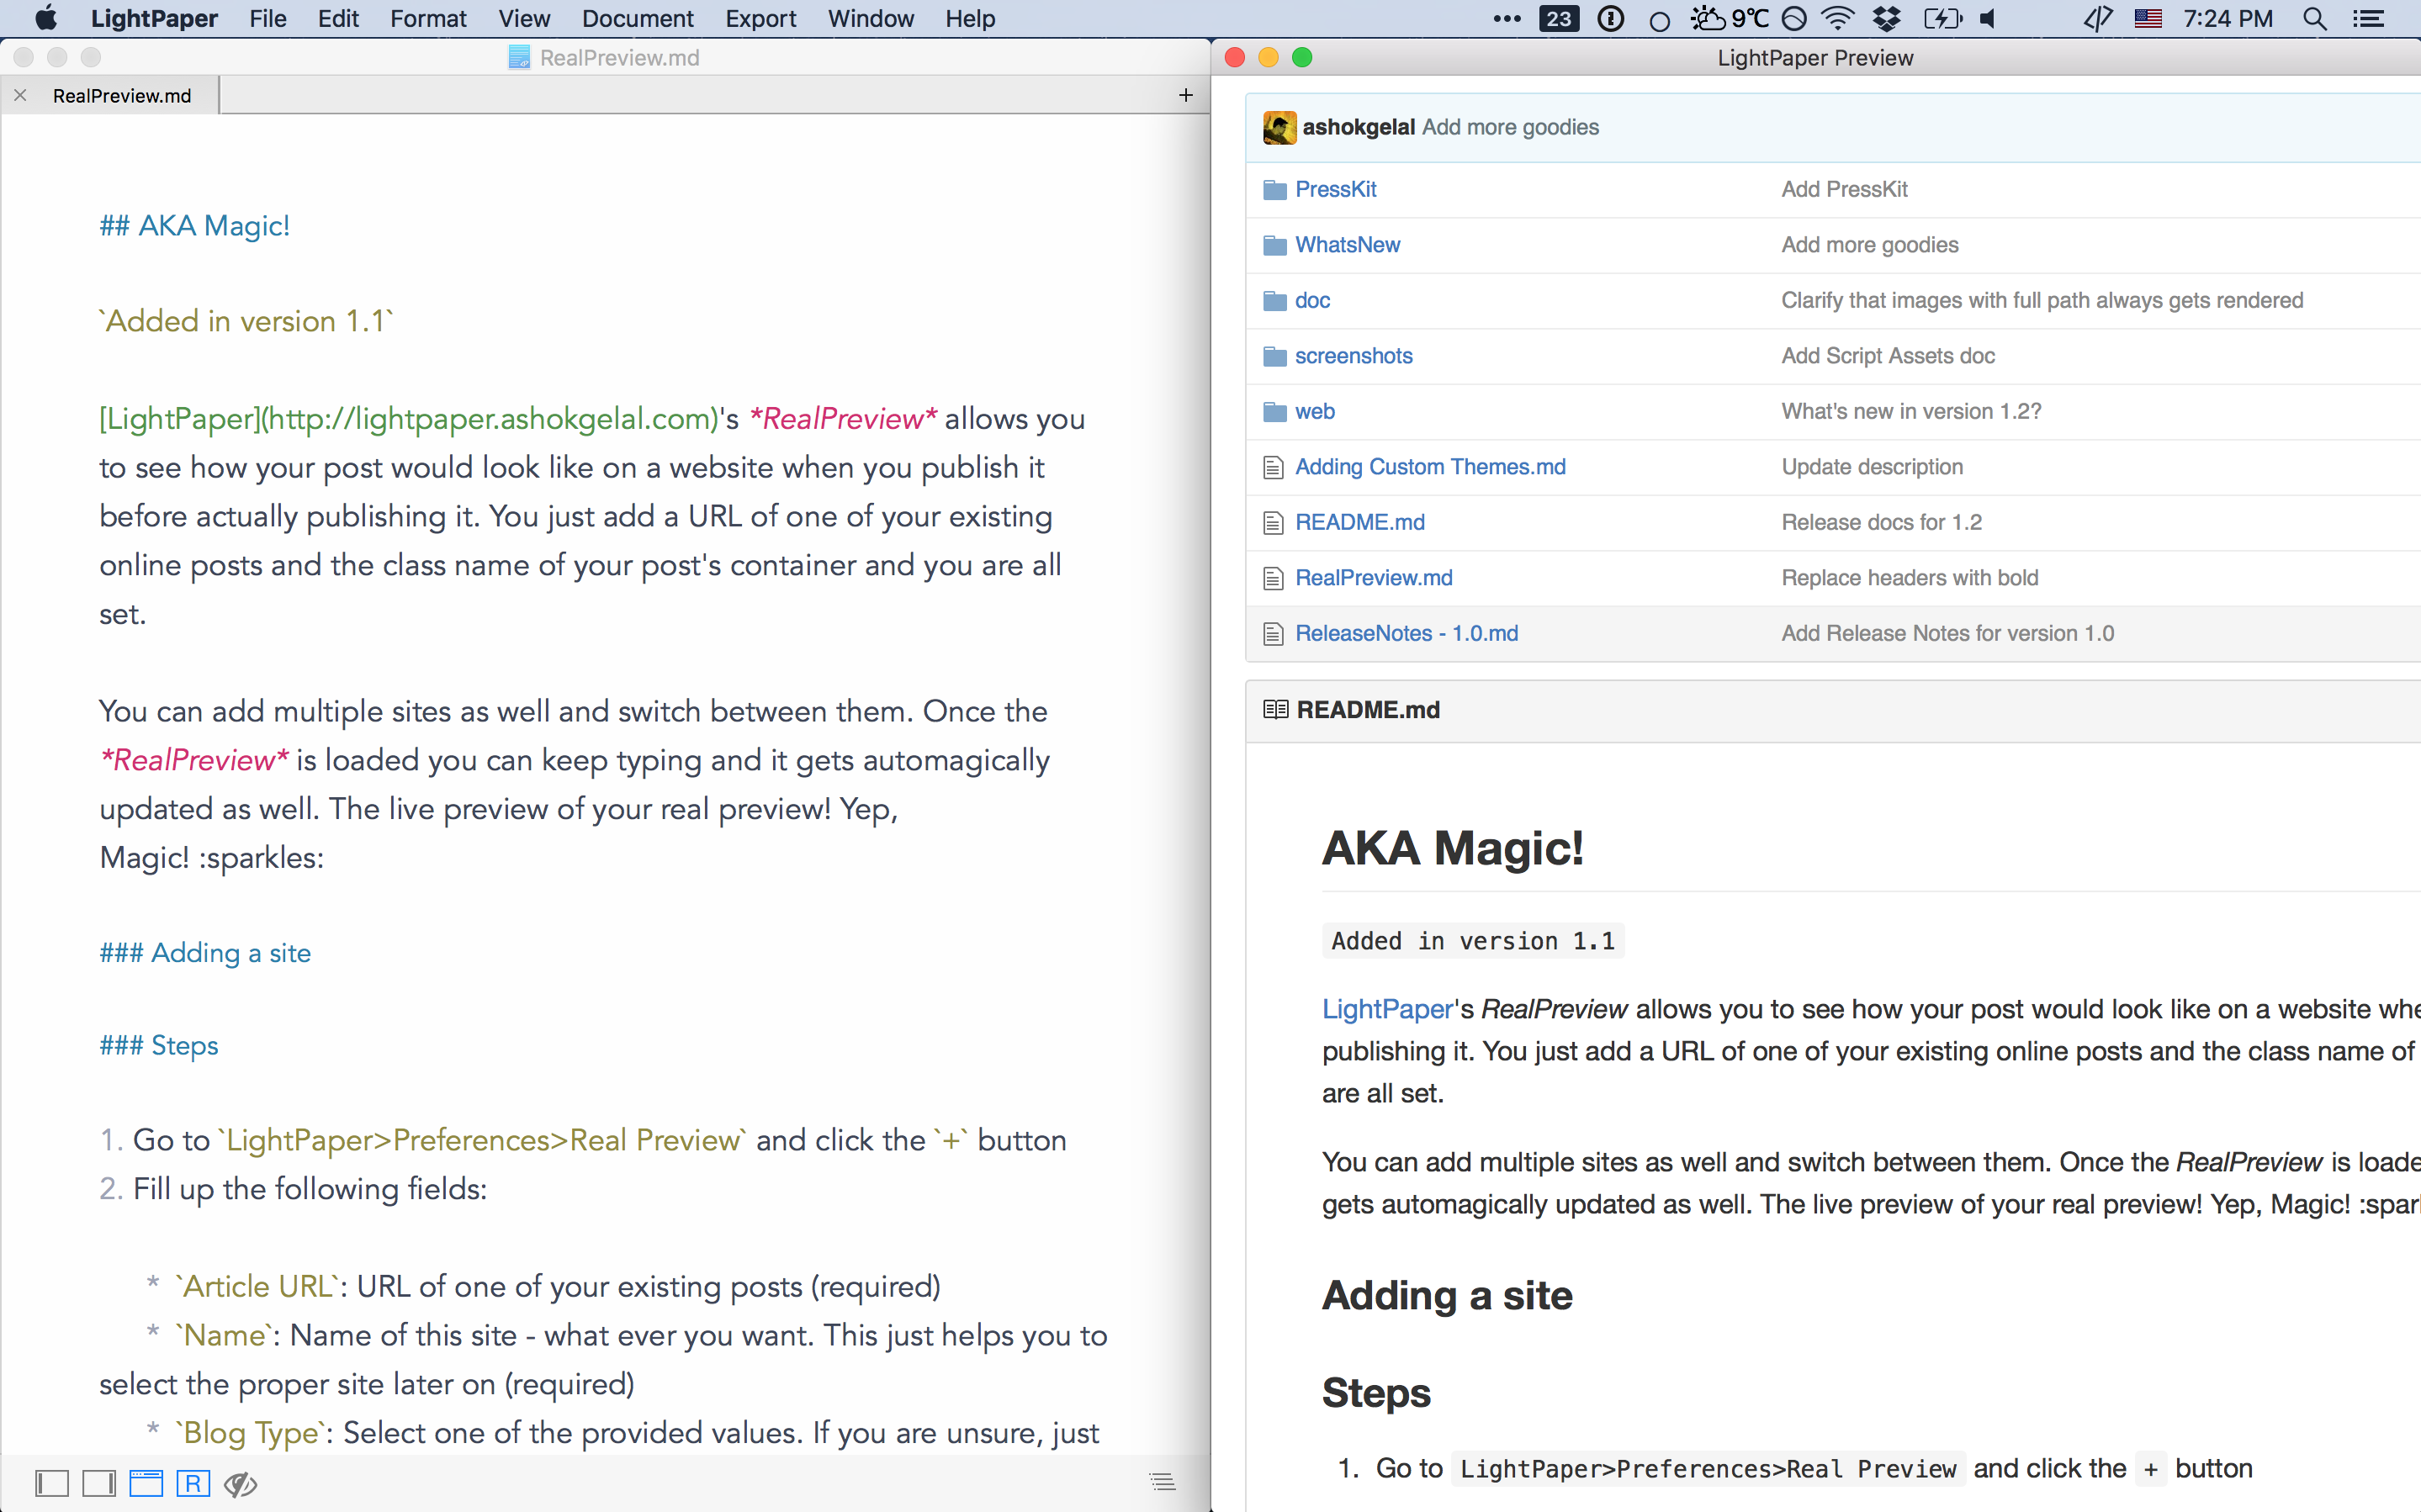 LightPaper File Edit Format View Document Export Window Help
23 9°C 7:24 PM
RealPreview.md
RealPreview.md
## AKA Magic!
`Added in version 1.1`
[LightPaper](http://lightpaper.ashokgelal.com)'s *RealPreview* allows you
to see how your post would look like on a website when you publish it
before actually publishing it. You just add a URL of one of your existing
online posts and the class name of your post's container and you are all
set.
You can add multiple sites as well and switch between them. Once the
*RealPreview* is loaded you can keep typing and it gets automagically
updated as well. The live preview of your real preview! Yep,
Magic! :sparkles:
### Adding a site
### Steps
1. Go to `LightPaper>Preferences>Real Preview` and click the `+` button
2. Fill up the following fields:
* `Article URL`: URL of one of your existing posts (required)
* `Name`: Name of this site - what ever you want. This just helps you to
select the proper site later on (required)
* `Blog Type`: Select one of the provided values. If you are unsure, just
R
LightPaper Preview
ashokgelal Add more goodies
PressKit Add PressKit
WhatsNew Add more goodies
doc Clarify that images with full path always gets rendered
screenshots Add Script Assets doc
web What's new in version 1.2?
Adding Custom Themes.md Update description
README.md Release docs for 1.2
RealPreview.md Replace headers with bold
ReleaseNotes - 1.0.md Add Release Notes for version 1.0
README.md
AKA Magic!
Added in version 1.1
LightPaper's RealPreview allows you to see how your post would look like on a website whe
publishing it. You just add a URL of one of your existing online posts and the class name of
are all set.
You can add multiple sites as well and switch between them. Once the RealPreview is loade
gets automagically updated as well. The live preview of your real preview! Yep, Magic! :spark
Adding a site
Steps
1. Go to LightPaper>Preferences>Real Preview and click the + button